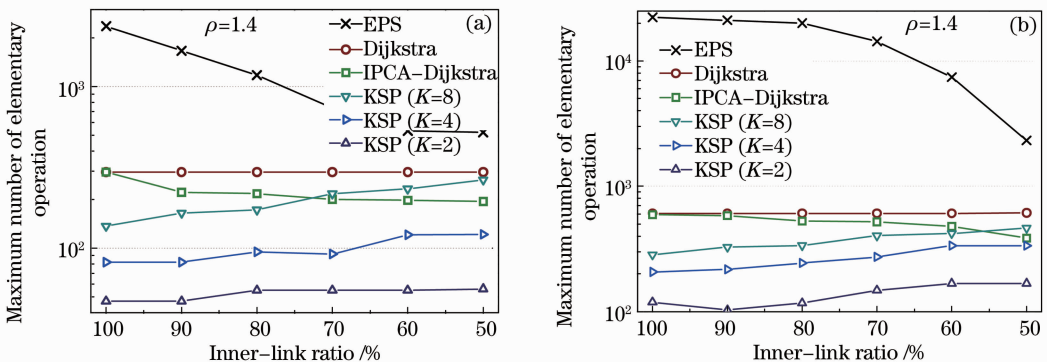 Maximum number of elementary
operation
10³
10²
ρ=1.4
(a)
EPS
Dijkstra
IPCA-Dijkstra
KSP (K=8)
KSP (K=4)
KSP (K=2)
100 90 80 70 60 50
Inner-link ratio /%
Maximum number of elementary
operation
10⁴
10³
10²
ρ=1.4
(b)
EPS
Dijkstra
IPCA-Dijkstra
KSP (K=8)
KSP (K=4)
KSP (K=2)
100 90 80 70 60 50
Inner-link ratio /%